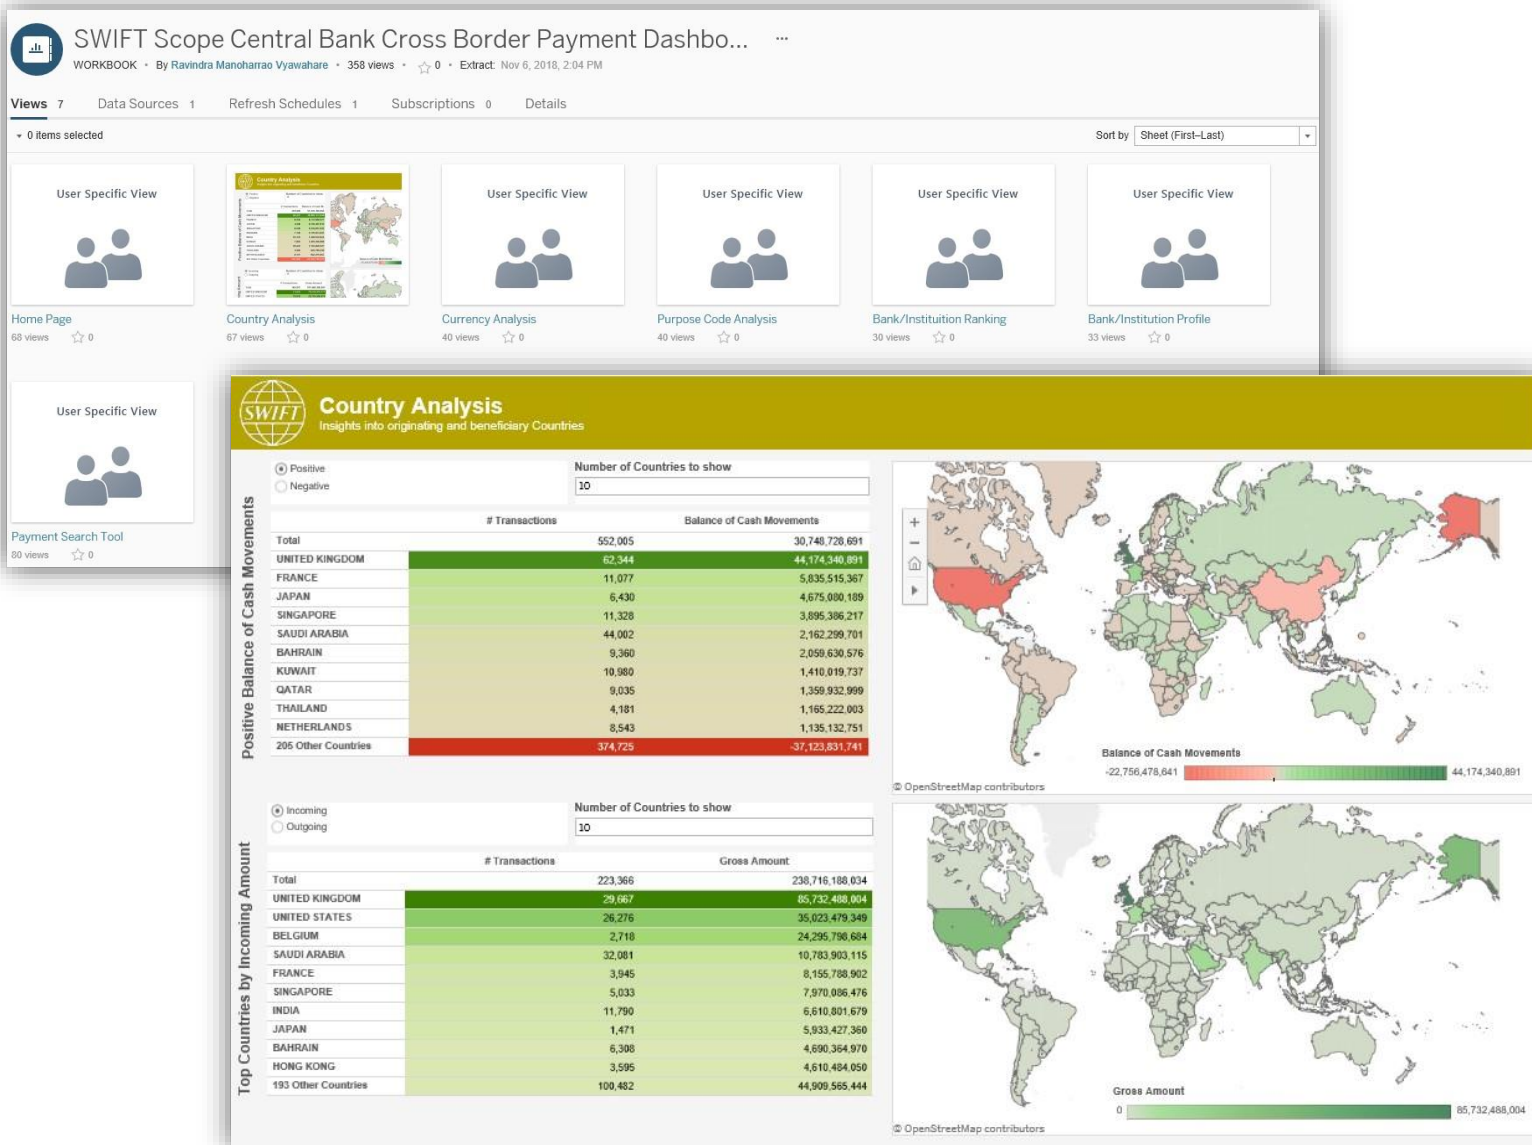 SWIFT Scope Central Bank Cross Border Payment Dashbo... ...
WORKBOOK · By Ravindra Manoharrao Vyawahare · 358 views · 0 · Extract: Nov 6, 2018, 2:04 PM
Views 7 Data Sources 1 Refresh Schedules 1 Subscriptions 0 Details
0 items selected Sort by Sheet (First–Last)
User Specific View User Specific View User Specific View User Specific View User Specific View
Home Page Country Analysis Currency Analysis Purpose Code Analysis Bank/Instituition Ranking Bank/Institution Profile
68 views 0 67 views 0 40 views 0 40 views 0 30 views 0 33 views 0
User Specific View
Payment Search Tool
80 views 0
SWIFT
Country Analysis
Insights into originating and beneficiary Countries
Positive Balance of Cash Movements
Positive
Negative
Number of Countries to show
10
# Transactions Balance of Cash Movements
Total 552,005 30,748,728,691
UNITED KINGDOM 62,344 44,174,340,891
FRANCE 11,077 5,835,515,367
JAPAN 6,430 4,675,080,189
SINGAPORE 11,328 3,895,386,217
SAUDI ARABIA 44,002 2,162,299,701
BAHRAIN 9,360 2,059,630,576
KUWAIT 10,980 1,410,019,737
QATAR 9,035 1,359,932,999
THAILAND 4,181 1,165,222,003
NETHERLANDS 8,543 1,135,132,751
205 Other Countries 374,725 -37,123,831,741
Balance of Cash Movements
-22,756,478,641 44,174,340,891
© OpenStreetMap contributors
Top Countries by Incoming Amount
Incoming
Outgoing
Number of Countries to show
10
# Transactions Gross Amount
Total 223,366 238,716,188,034
UNITED KINGDOM 29,667 85,732,488,004
UNITED STATES 26,276 35,023,479,349
BELGIUM 2,718 24,295,798,684
SAUDI ARABIA 32,081 10,783,903,115
FRANCE 3,945 8,155,788,902
SINGAPORE 5,033 7,970,086,476
INDIA 11,790 6,610,801,679
JAPAN 1,471 5,933,427,360
BAHRAIN 6,308 4,690,364,970
HONG KONG 3,595 4,610,484,050
193 Other Countries 100,482 44,909,565,444
Gross Amount
0 85,732,488,004
© OpenStreetMap contributors